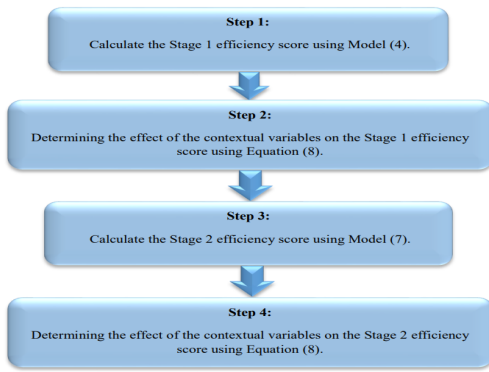 Step 1:
Calculate the Stage 1 efficiency score using Model (4).
Step 2:
Determining the effect of the contextual variables on the Stage 1 efficiency
score using Equation (8).
Step 3:
Calculate the Stage 2 efficiency score using Model (7).
Step 4:
Determining the effect of the contextual variables on the Stage 2 efficiency
score using Equation (8).